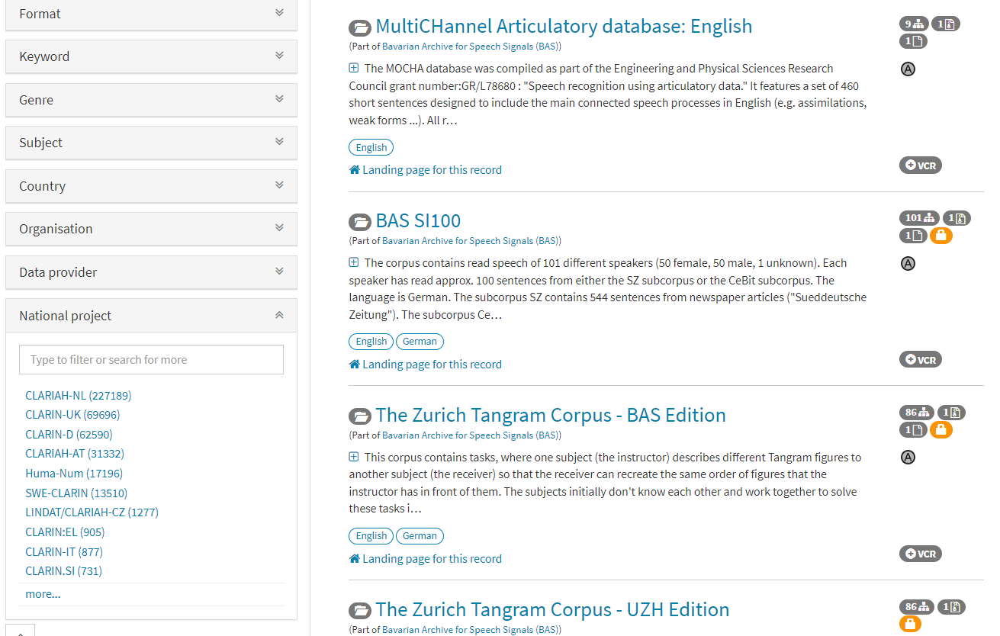 Format
Keyword
Genre
Subject
Country
Organisation
Data provider
National project
Type to filter or search for more
CLARIAH-NL (227189)
CLARIN-UK (69696)
CLARIN-D (62590)
CLARIAH-AT (31332)
Huma-Num (17196)
SWE-CLARIN (13510)
LINDAT/CLARIAH-CZ (1277)
CLARIN:EL (905)
CLARIN-IT (877)
CLARIN.SI (731)
more...
MultiCHannel Articulatory database: English
(Part of Bavarian Archive for Speech Signals (BAS))
The MOCHA database was compiled as part of the Engineering and Physical Sciences Research
Council grant number:GR/L78680 : "Speech recognition using articulatory data." It features a set of 460
short sentences designed to include the main connected speech processes in English (e.g. assimilations,
weak forms ...). All r…
English
Landing page for this record
9 1
1
A
VCR
BAS SI100
(Part of Bavarian Archive for Speech Signals (BAS))
The corpus contains read speech of 101 different speakers (50 female, 50 male, 1 unknown). Each
speaker has read approx. 100 sentences from either the SZ subcorpus or the CeBit subcorpus. The
language is German. The subcorpus SZ contains 544 sentences from newspaper articles ("Sueddeutsche
Zeitung"). The subcorpus Ce…
English German
Landing page for this record
101 1
1
A
VCR
The Zurich Tangram Corpus - BAS Edition
(Part of Bavarian Archive for Speech Signals (BAS))
This corpus contains tasks, where one subject (the instructor) describes different Tangram figures to
another subject (the receiver) so that the receiver can recreate the same order of figures that the
instructor has in front of them. The subjects initially don't know each other and work together to solve
these tasks i…
English German
Landing page for this record
86 1
1
A
VCR
The Zurich Tangram Corpus - UZH Edition
(Part of Bavarian Archive for Speech Signals (BAS))
86 1